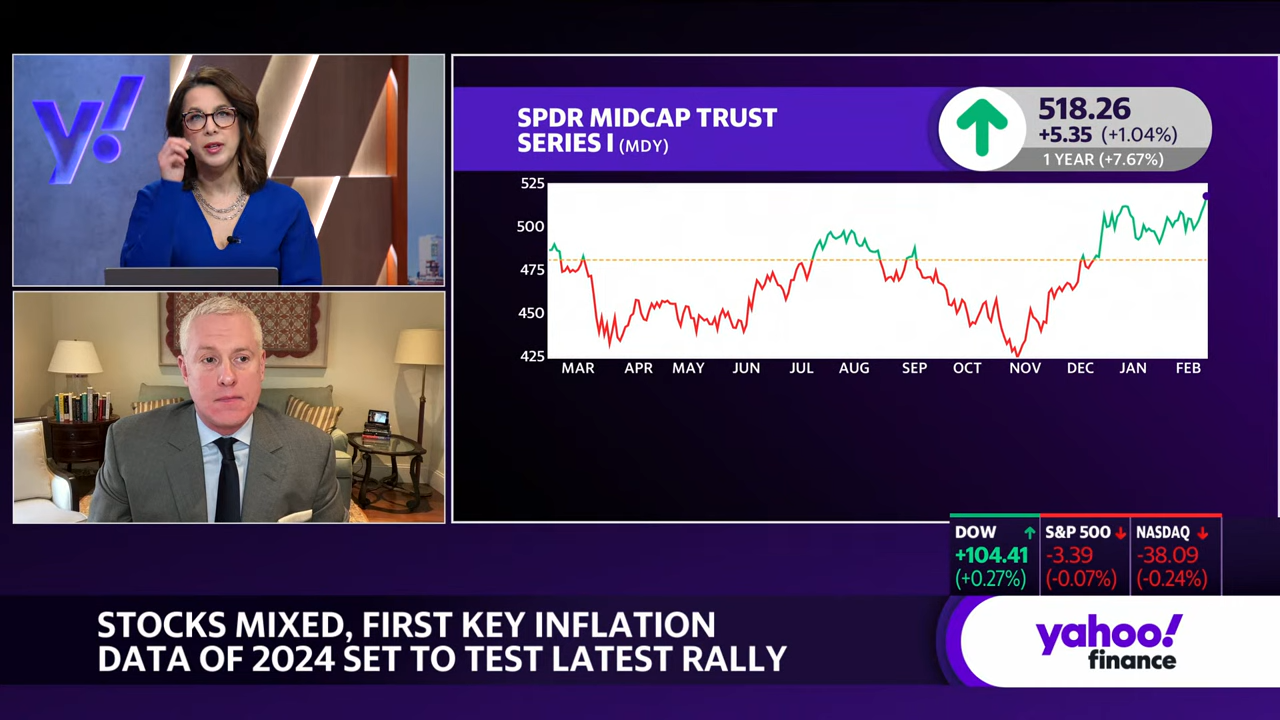 y!
SPDR MIDCAP TRUST
SERIES I (MDY)
518.26
+5.35 (+1.04%)
1 YEAR (+7.67%)
525
500
475
450
425
MAR APR MAY JUN JUL AUG SEP OCT NOV DEC JAN FEB
DOW
+104.41
(+0.27%)
S&P 500
-3.39
(-0.07%)
NASDAQ
-38.09
(-0.24%)
STOCKS MIXED, FIRST KEY INFLATION
DATA OF 2024 SET TO TEST LATEST RALLY
yahoo!
finance